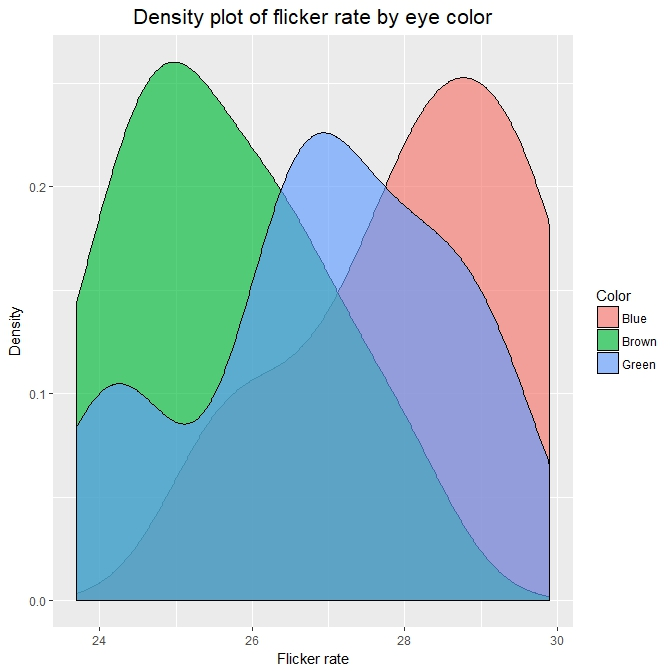 Density plot of flicker rate by eye color
Density
0.2
0.1
0.0
24 26 28 30
Flicker rate
Color
Blue
Brown
Green